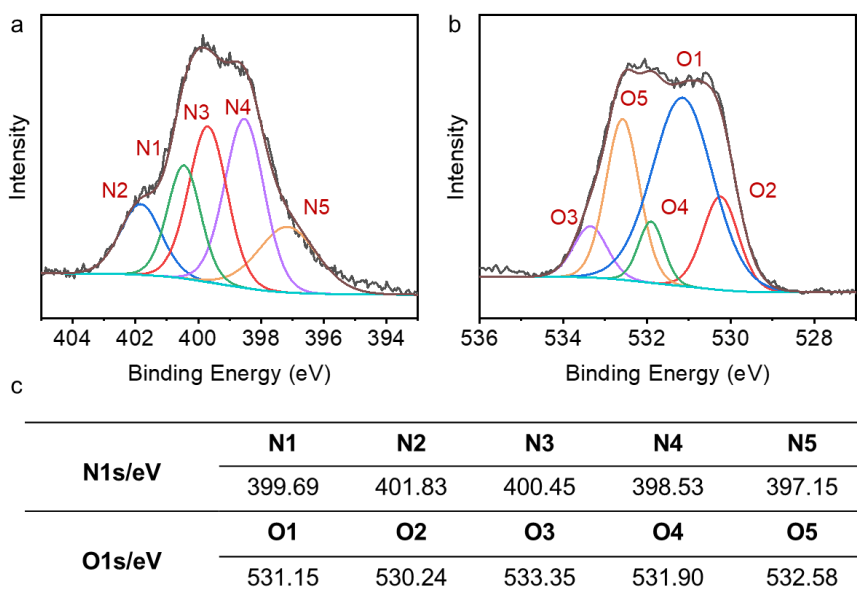 a
Intensity
N1
N2
N3
N4
N5
404 402 400 398 396 394
Binding Energy (eV)
b
Intensity
O1
O5
O2
O3
O4
536 534 532 530 528
Binding Energy (eV)
c
N1s/eV
N1 N2 N3 N4 N5
399.69 401.83 400.45 398.53 397.15
O1s/eV
O1 O2 O3 O4 O5
531.15 530.24 533.35 531.90 532.58